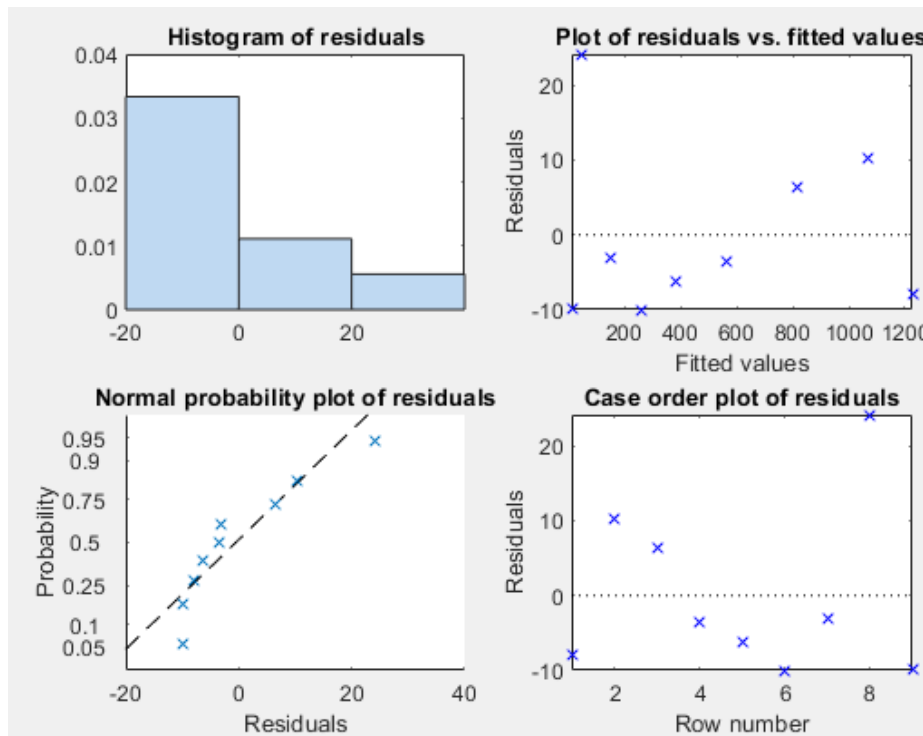 Histogram of residuals
0.04
0.03
0.02
0.01
0
-20 0 20
Plot of residuals vs. fitted values
20
10
0
-10
Residuals
200 400 600 800 1000 1200
Fitted values
Normal probability plot of residuals
0.95
0.9
0.75
0.5
0.25
0.1
0.05
Probability
-20 0 20 40
Residuals
Case order plot of residuals
20
10
0
-10
Residuals
2 4 6 8
Row number